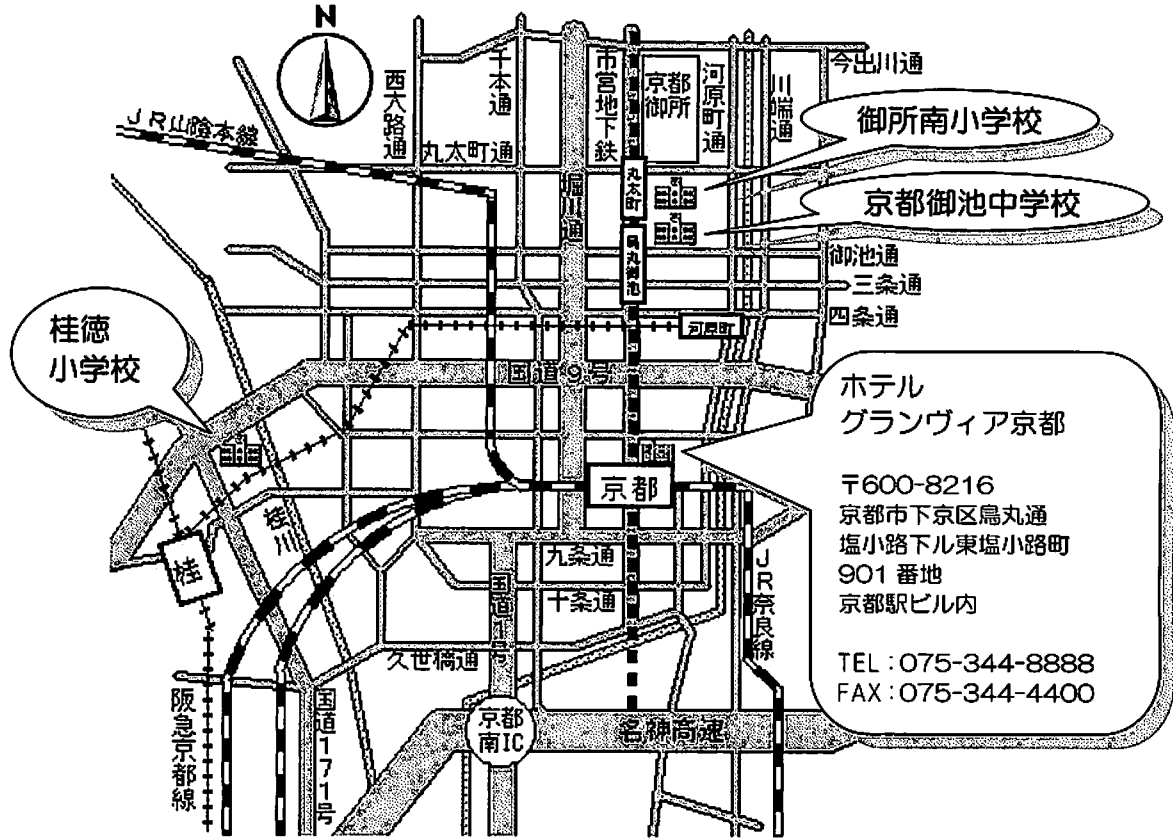 N
今出川通
西大路通
千本通
市営地下鉄
京都
御所
河原町通
川端通
御所南小学校
JR山陰本線
丸太町通
堀川通
丸太町
京都御池中学校
烏丸御池
御池通
三条通
四条通
河原町
桂徳
小学校
国道9号
ホテル
グランヴィア京都
〒600-8216
京都市下京区烏丸通
塩小路下ル東塩小路町
901番地
京都駅ビル内
TEL:075-344-8888
FAX:075-344-4400
京都
桂川
桂
九条通
国道1号
十条通
JR奈良線
久世橋通
阪急京都線
国道171号
京都
南IC
名神高速